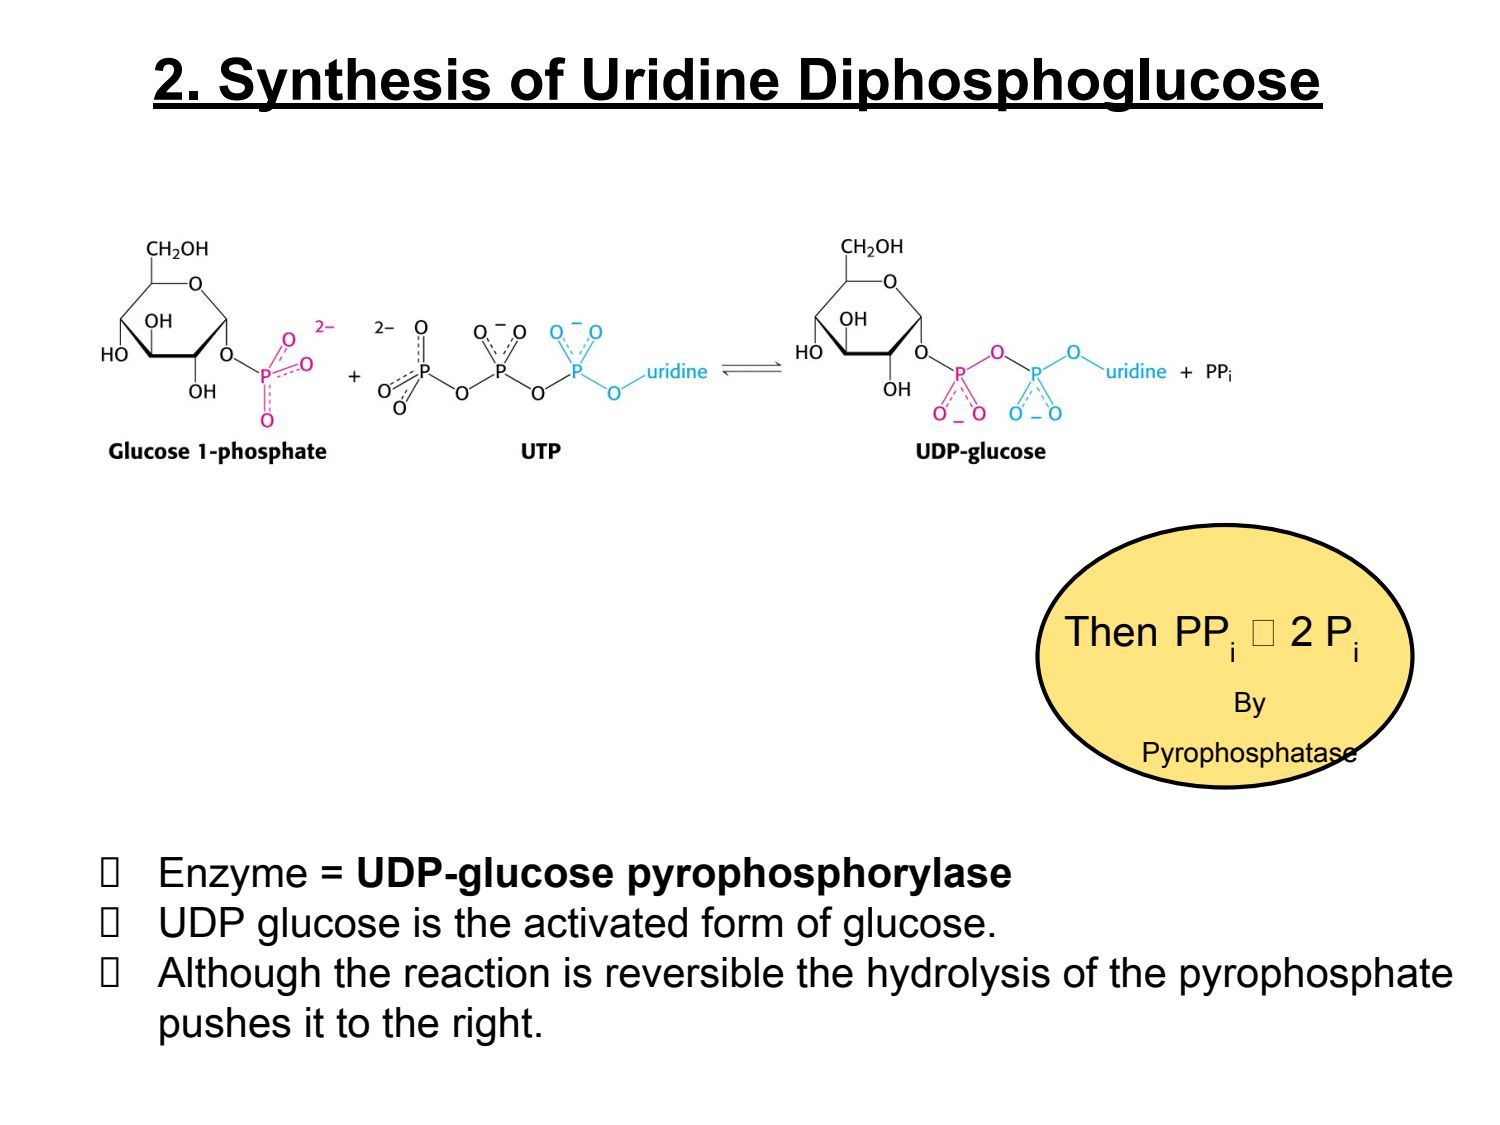 2. Synthesis of Uridine Diphosphoglucose
CH₂OH
O
OH
HO
O
OH
P
O
O
O
2–
+
2– O
P
O
O
O
O – O
P
O
O – O
P
O
uridine
CH₂OH
O
OH
HO
O
OH
O
P
O – O
P
O – O
O
uridine + PPᵢ
Glucose 1-phosphate
UTP
UDP-glucose
Then PPᵢ 2 Pᵢ
By
Pyrophosphatase
Enzyme = UDP-glucose pyrophosphorylase
UDP glucose is the activated form of glucose.
Although the reaction is reversible the hydrolysis of the pyrophosphate
pushes it to the right.